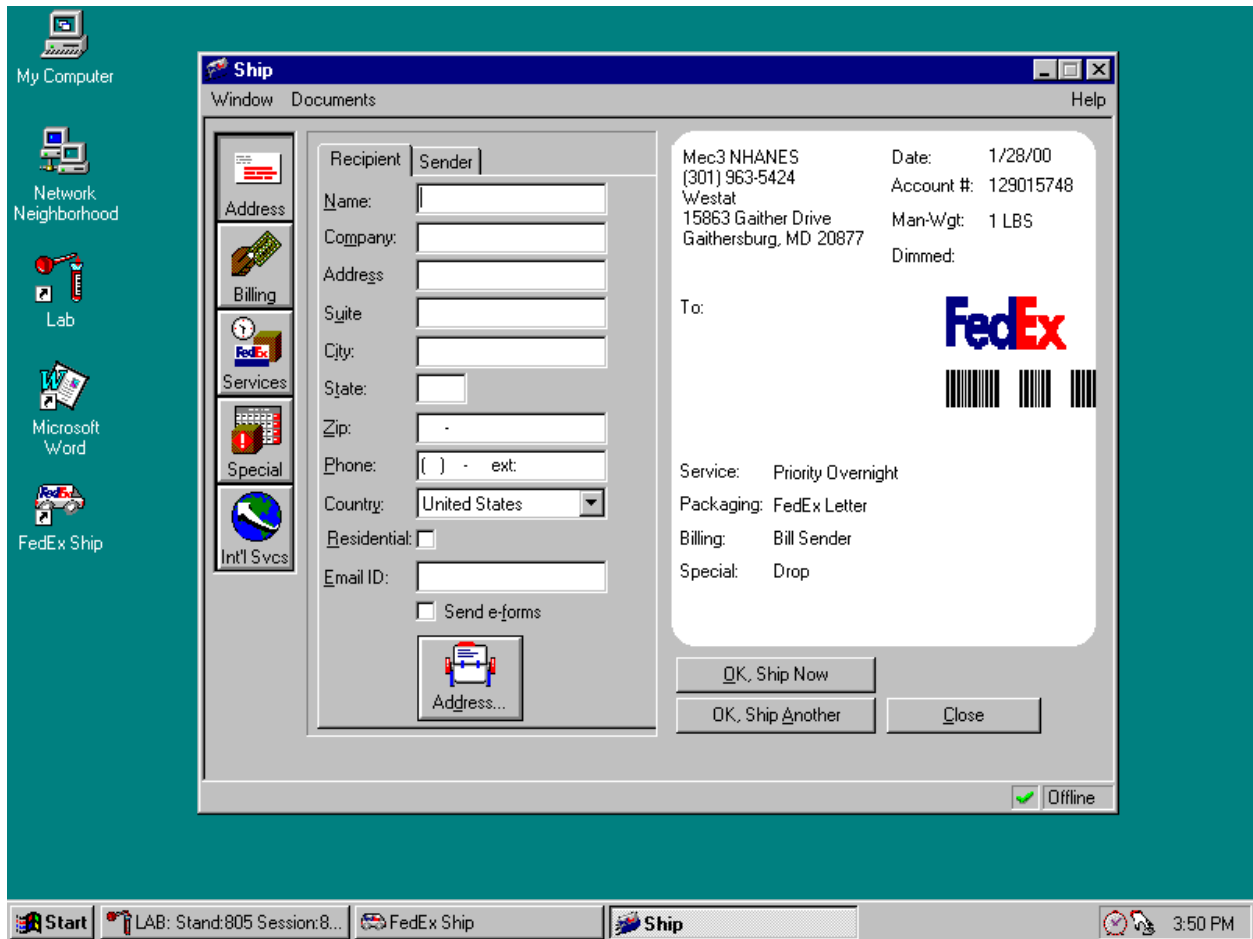 My Computer
Network
Neighborhood
Lab
Microsoft
Word
FedEx Ship
Ship
Window Documents Help
Address
Billing
FedEx
Services
Special
Int'l Svcs
Recipient Sender
Name:
Company:
Address
Suite
City:
State:
Zip: -
Phone: ( ) - ext:
Country: United States
Residential:
Email ID:
Send e-forms
Address...
Mec3 NHANES
(301) 963-5424
Westat
15863 Gaither Drive
Gaithersburg, MD 20877
Date: 1/28/00
Account #: 129015748
Man-Wgt: 1 LBS
Dimmed:
To:
FedEx
Service: Priority Overnight
Packaging: FedEx Letter
Billing: Bill Sender
Special: Drop
OK, Ship Now
OK, Ship Another Close
Offline
Start LAB: Stand:805 Session:8... FedEx Ship Ship 3:50 PM